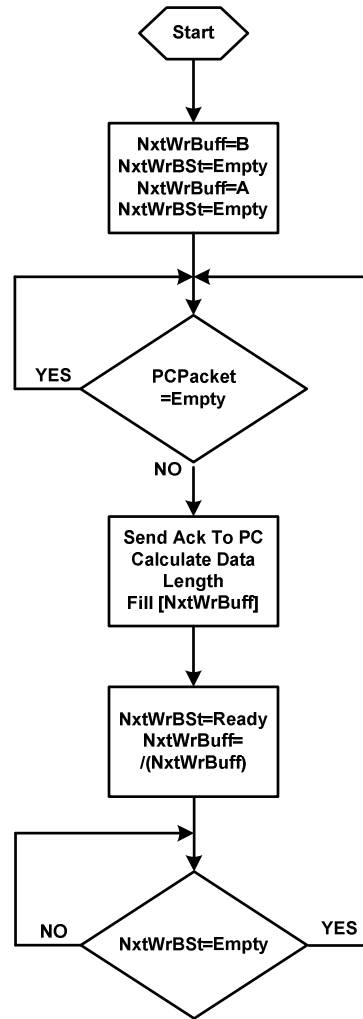 Start
NxtWrBuff=B
NxtWrBSt=Empty
NxtWrBuff=A
NxtWrBSt=Empty
YES
PCPacket
=Empty
NO
Send Ack To PC
Calculate Data
Length
Fill [NxtWrBuff]
NxtWrBSt=Ready
NxtWrBuff=
/(NxtWrBuff)
NO
NxtWrBSt=Empty
YES